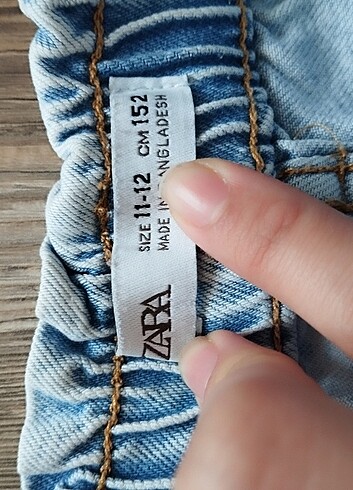 ZARA
SIZE 11-12 CM 152
MADE IN BANGLADESH